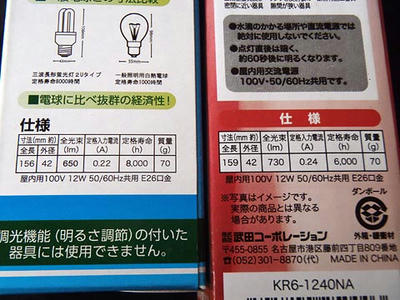 三波長形蛍光灯2Uタイプ
定格寿命8000時間
一般照明用白熱電球
定格寿命1000時間
■電球に比べ抜群の経済性!
仕様
寸法(mm 約) 全光束 定格入力電流 定格寿命 質量
全長 外径 (lm) (A) (h) (g)
156 42 650 0.22 8,000 70
屋内用100V 12W 50/60Hz共用 E26口金
調光機能(明るさ調節)の付いた
器具には使用できません。
密閉形器具
●水滴のかかる場所や直流電源では
絶対に使用しないでください。
●点灯直後は暗く、
約60秒後に明るくなります。
●屋内用交流電源
100V・50/60Hz共用です。
仕様
寸法(mm 約) 全光束 定格入力電流 定格寿命 質量
全長 外径 (lm) (A) (h) (g)
159 42 730 0.24 6,000 70
屋内用100V 12W 50/60Hz共用 E26口金
※写真はイメージです。
実際の商品とは異なる
場合があります。
ダンボール
外箱・緩衝材
武田コーポレーション
〒455-0855 名古屋市港区藤前四丁目809番地
☎(052)301-8870(代) MADE IN CHINA
KR6-1240NA